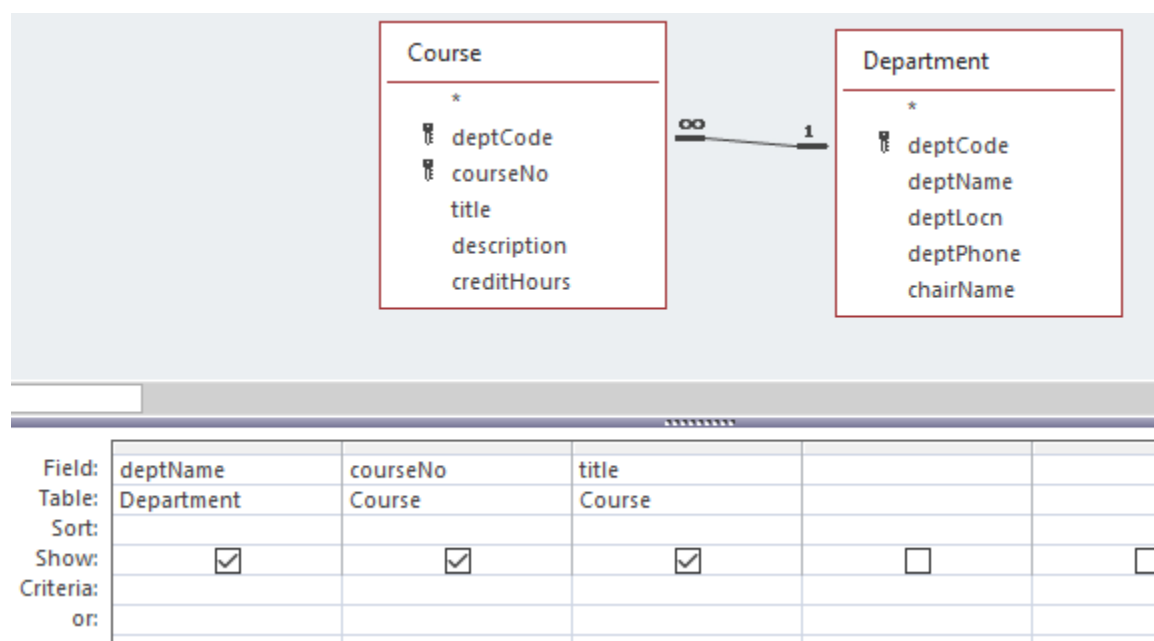 Course
*
deptCode
courseNo
title
description
creditHours
∞ 1
Department
*
deptCode
deptName
deptLocn
deptPhone
chairName
Field: deptName courseNo title
Table: Department Course Course
Sort:
Show:
Criteria:
or: